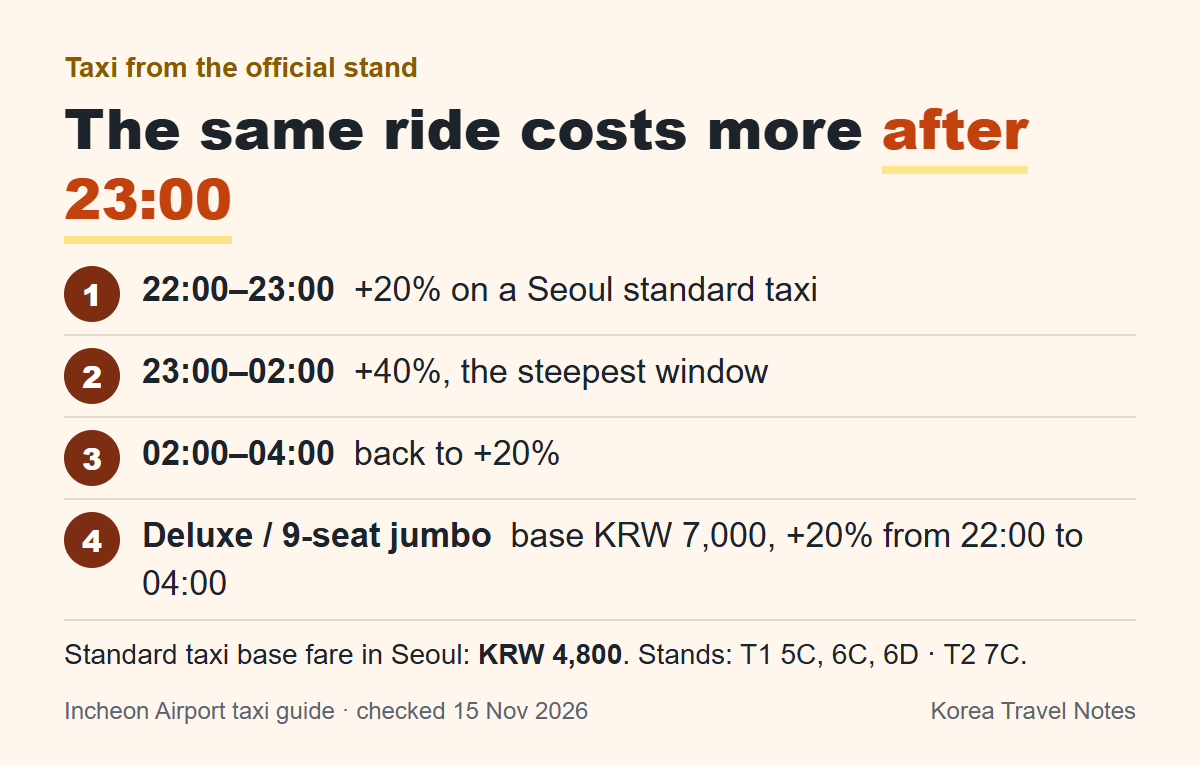 Taxi from the official stand
The same ride costs more after
23:00
1 22:00–23:00 +20% on a Seoul standard taxi
2 23:00–02:00 +40%, the steepest window
3 02:00–04:00 back to +20%
4 Deluxe / 9-seat jumbo base KRW 7,000, +20% from 22:00 to
04:00
Standard taxi base fare in Seoul: KRW 4,800. Stands: T1 5C, 6C, 6D · T2 7C.
Incheon Airport taxi guide · checked 15 Nov 2026 Korea Travel Notes